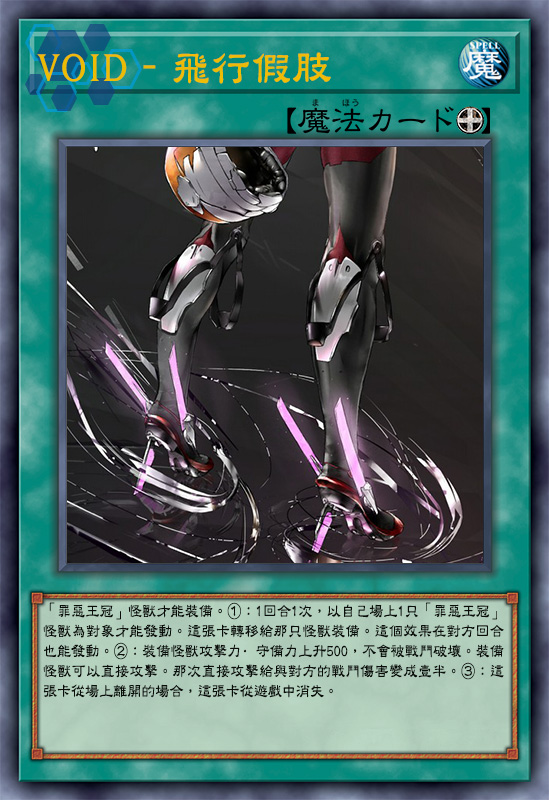 VOID - 飛行假肢
SPELL
魔
【魔法カード】
ま ほう
「罪惡王冠」怪獸才能裝備。①：1回合1次，以自己場上1只「罪惡王冠」
怪獸為對象才能發動。這張卡轉移給那只怪獸裝備。這個效果在對方回合
也能發動。②：裝備怪獸攻擊力·守備力上升500，不會被戰鬥破壞。裝備
怪獸可以直接攻擊。那次直接攻擊給與對方的戰鬥傷害變成壹半。③：這
張卡從場上離開的場合，這張卡從遊戲中消失。